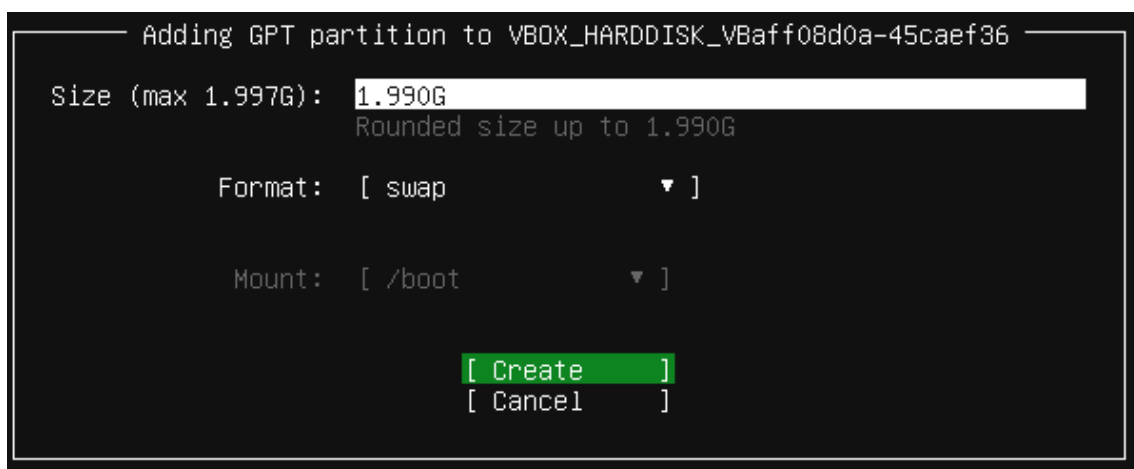 Adding GPT partition to VBOX_HARDDISK_VBaff08d0a-45caef36
Size (max 1.997G): 1.990G
Rounded size up to 1.990G
Format: [ swap ▾ ]
Mount: [ /boot ▾ ]
[ Create ]
[ Cancel ]